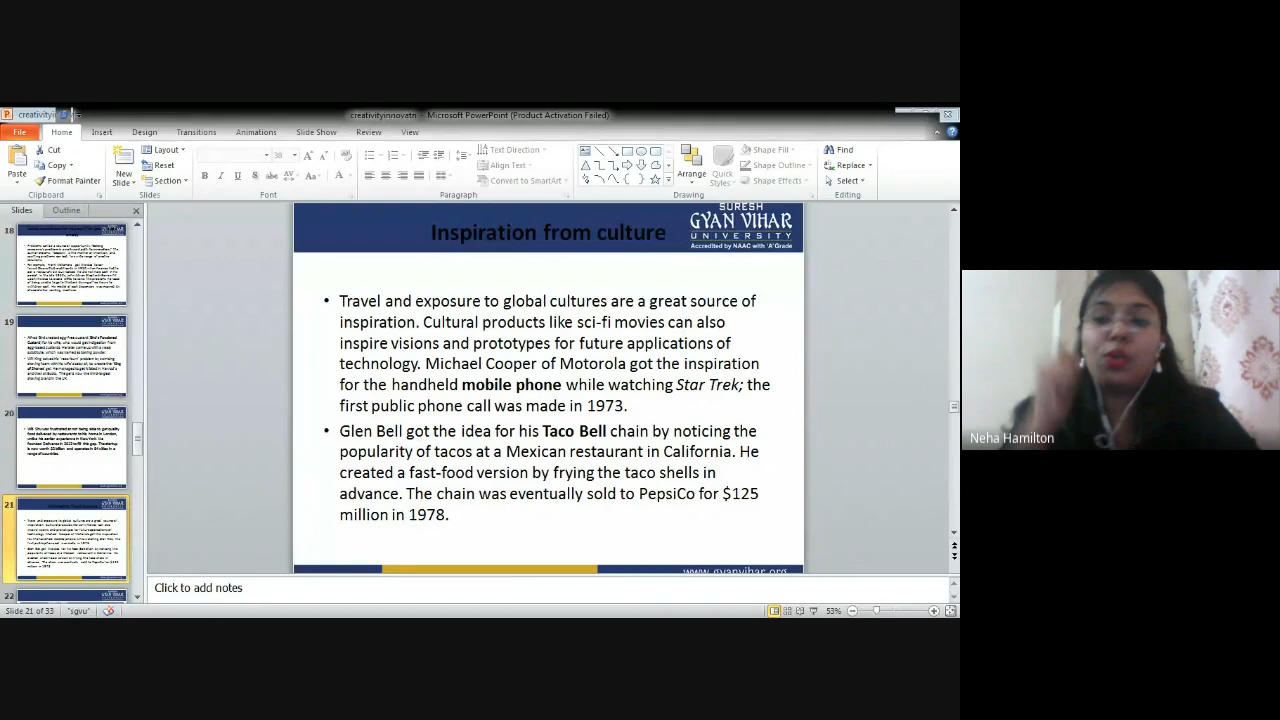 creativityinnovatn - Microsoft PowerPoint (Product Activation Failed)
File Home Insert Design Transitions Animations Slide Show Review View
Cut
Copy
Format Painter
Paste
Clipboard
New Slide
Layout
Reset
Section
Slides
38
Font
Text Direction
Align Text
Convert to SmartArt
Paragraph
Arrange
Quick Styles
Shape Fill
Shape Outline
Shape Effects
Drawing
Find
Replace
Select
Editing
Slides Outline
18
19
20
21
22
Inspiration from culture
SURESH
GYAN VIHAR
UNIVERSITY
Accredited by NAAC with 'A' Grade
• Travel and exposure to global cultures are a great source of
inspiration. Cultural products like sci-fi movies can also
inspire visions and prototypes for future applications of
technology. Michael Cooper of Motorola got the inspiration
for the handheld mobile phone while watching Star Trek; the
first public phone call was made in 1973.
• Glen Bell got the idea for his Taco Bell chain by noticing the
popularity of tacos at a Mexican restaurant in California. He
created a fast-food version by frying the taco shells in
advance. The chain was eventually sold to PepsiCo for $125
million in 1978.
www.gyanvihar.org
Click to add notes
Slide 21 of 33 "sgvu" 53%
Neha Hamilton